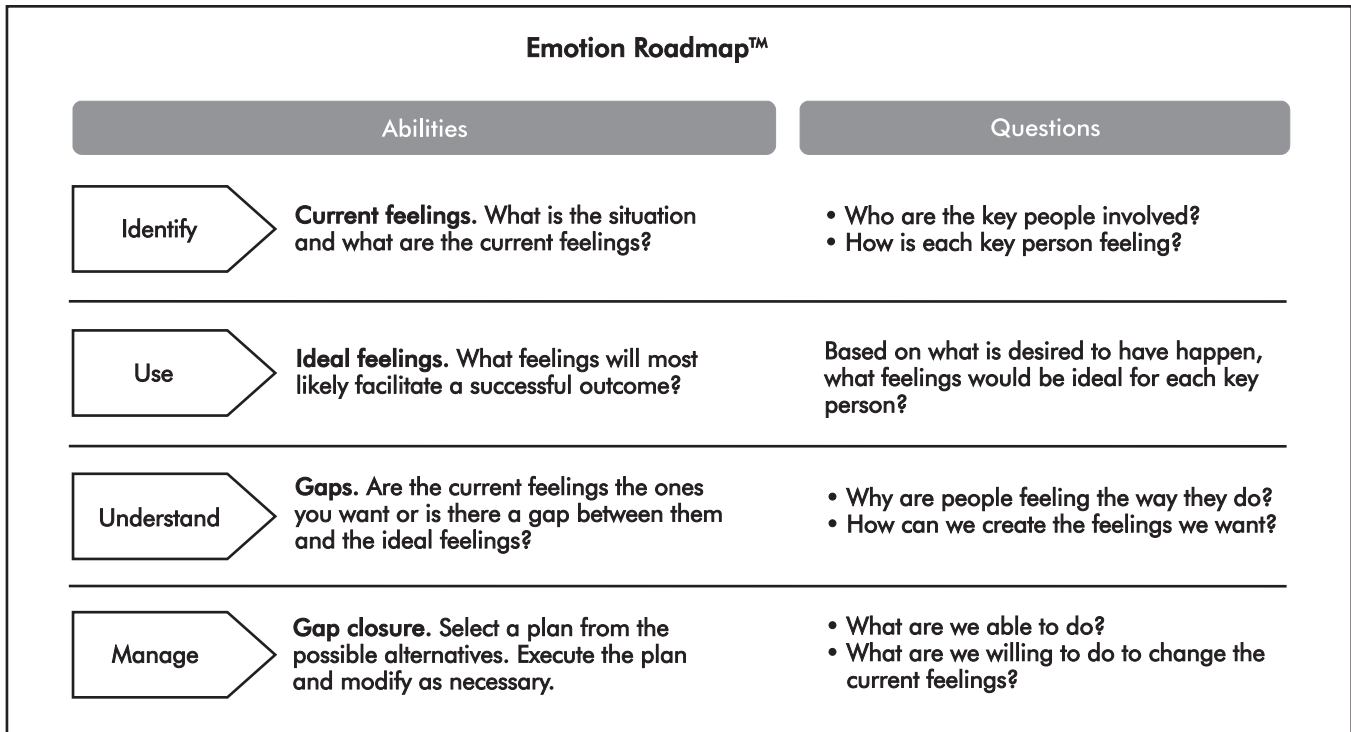 Emotion Roadmap™
Abilities
Questions
Identify
Current feelings. What is the situation
and what are the current feelings?
• Who are the key people involved?
• How is each key person feeling?
Use
Ideal feelings. What feelings will most
likely facilitate a successful outcome?
Based on what is desired to have happen,
what feelings would be ideal for each key
person?
Understand
Gaps. Are the current feelings the ones
you want or is there a gap between them
and the ideal feelings?
• Why are people feeling the way they do?
• How can we create the feelings we want?
Manage
Gap closure. Select a plan from the
possible alternatives. Execute the plan
and modify as necessary.
• What are we able to do?
• What are we willing to do to change the
current feelings?